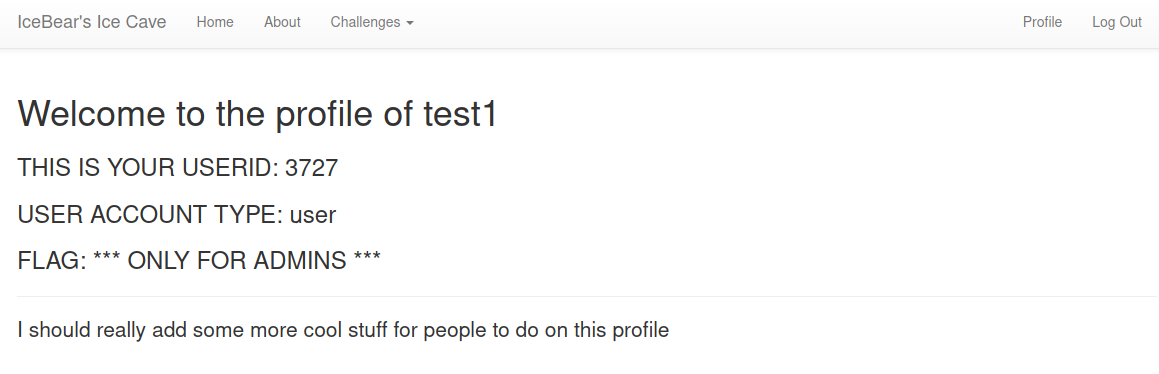 IceBear's Ice Cave Home About Challenges Profile Log Out
Welcome to the profile of test1
THIS IS YOUR USERID: 3727
USER ACCOUNT TYPE: user
FLAG: *** ONLY FOR ADMINS ***
I should really add some more cool stuff for people to do on this profile